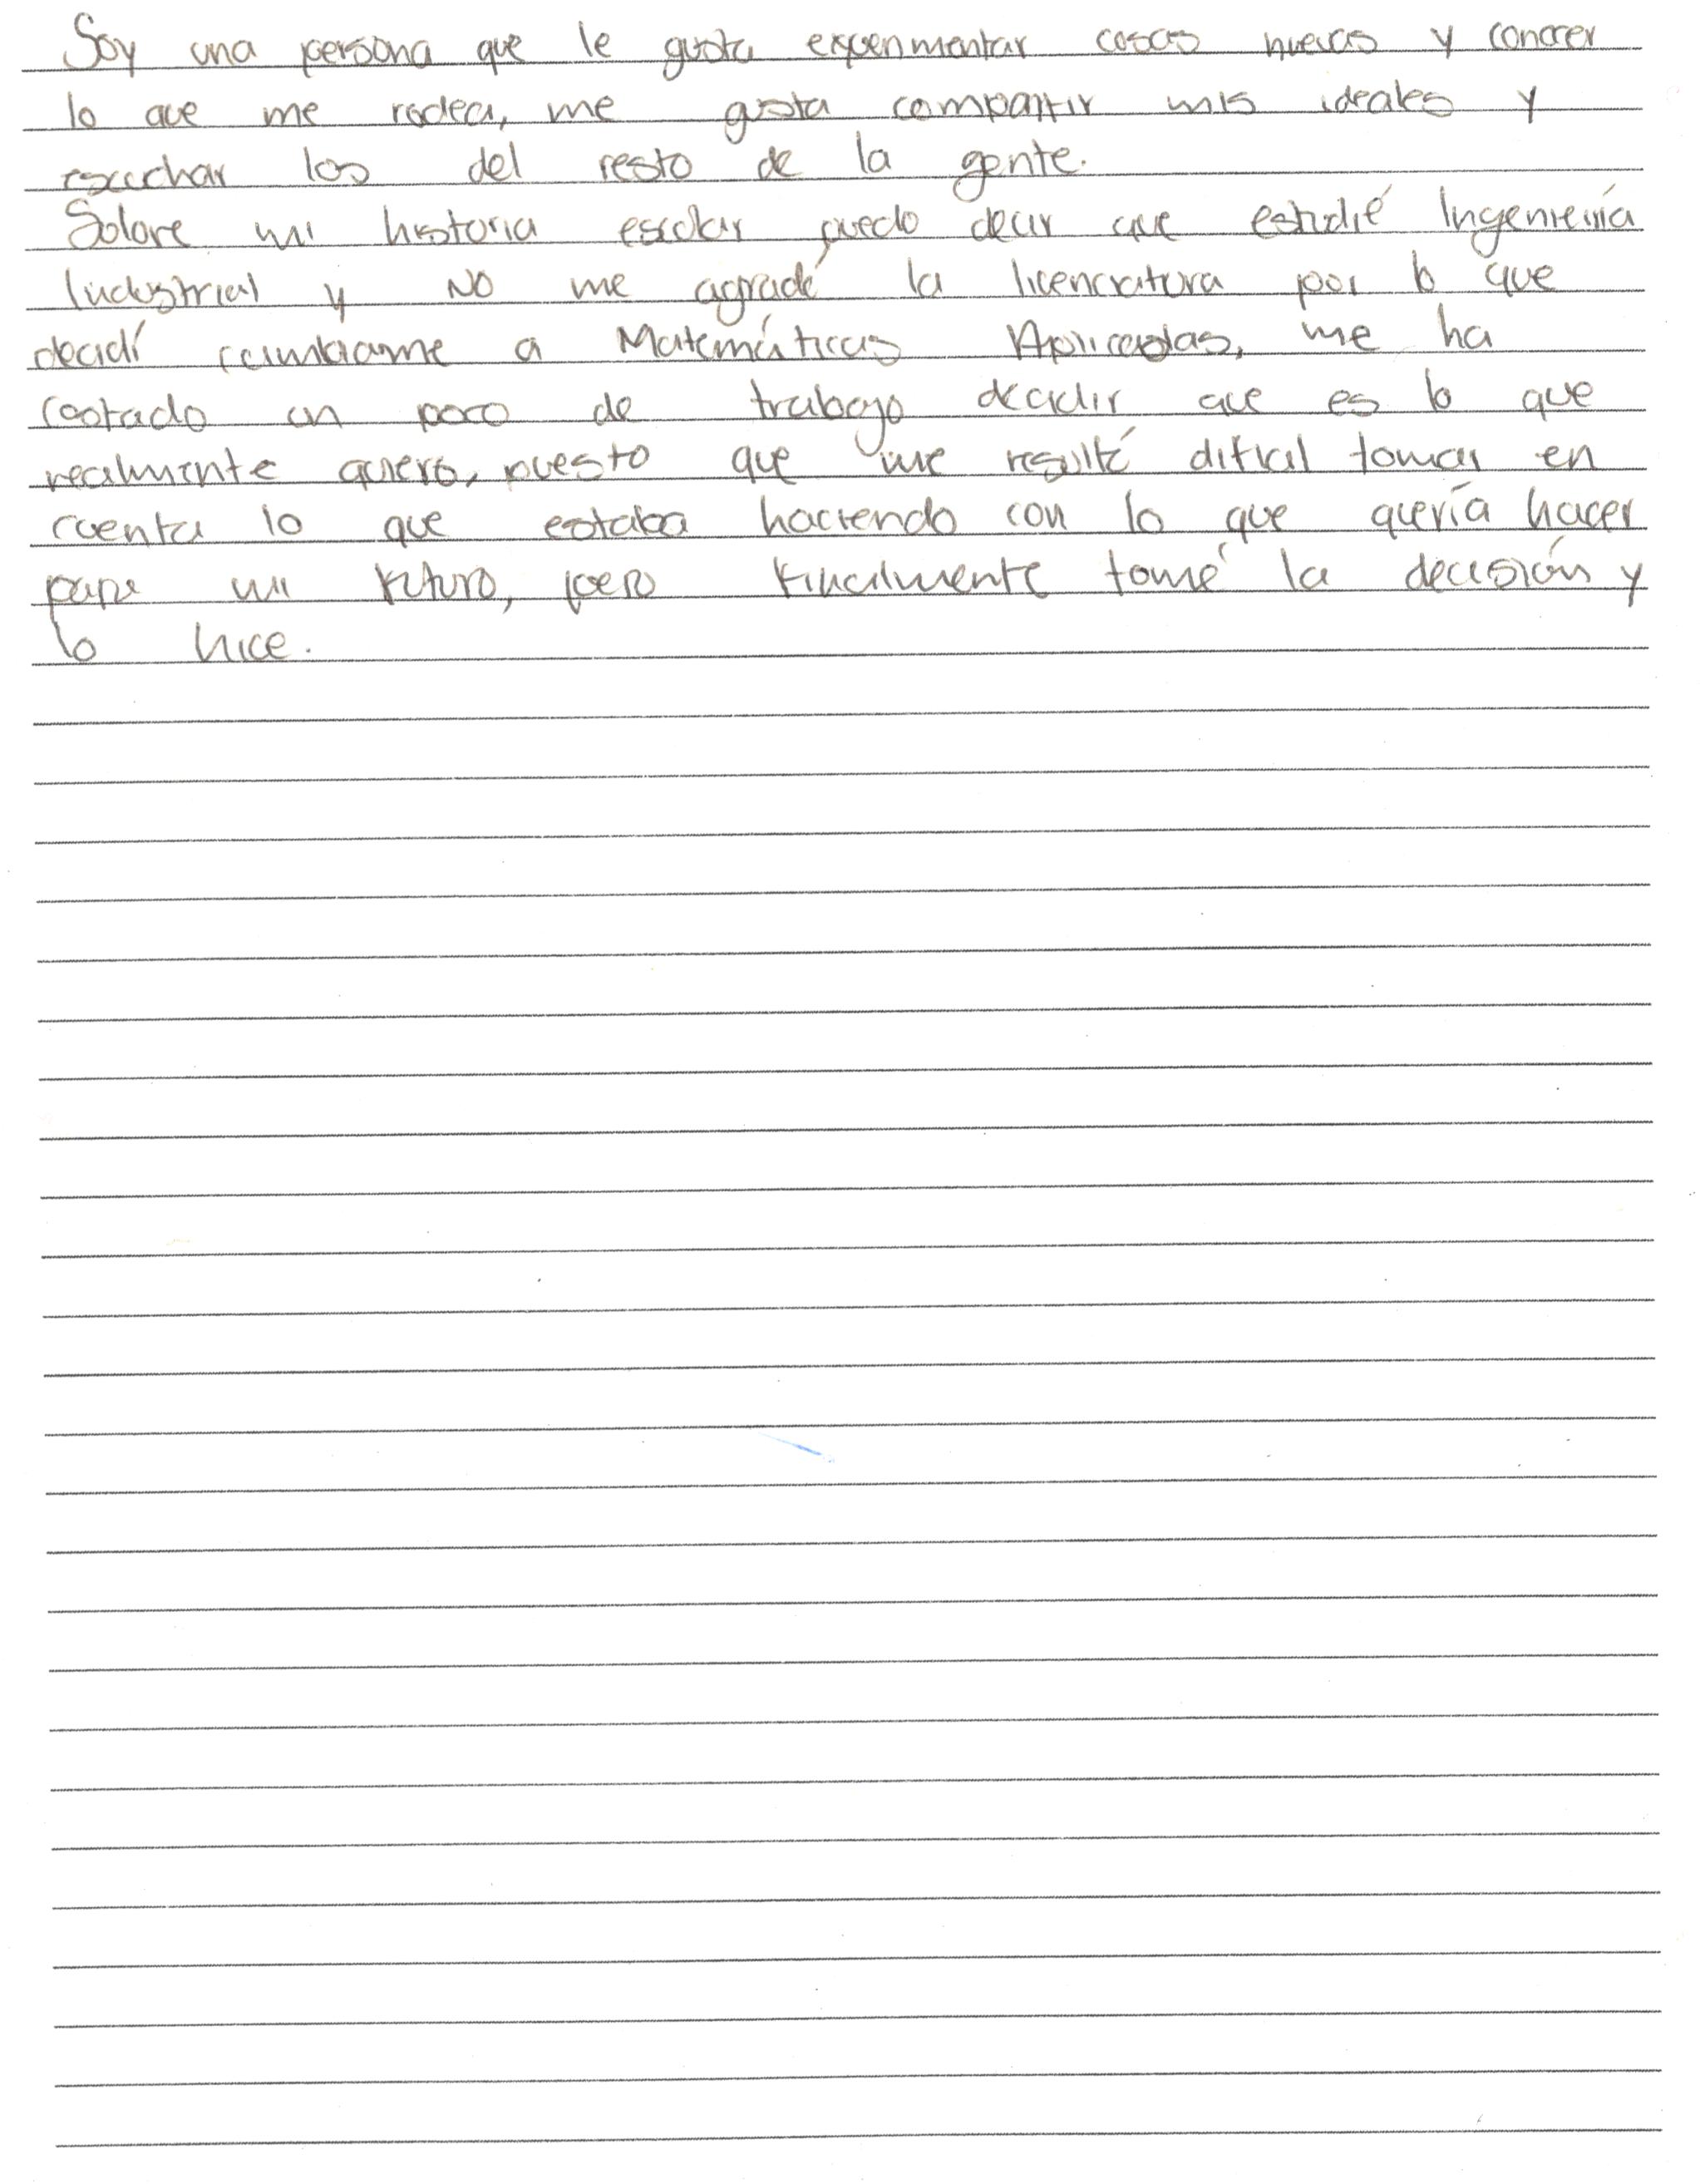 Soy una persona que le gusta experimentar cosas nuevas y conocer
lo que me rodea, me gusta compartir mis ideales y
escuchar los del resto de la gente.
Sobre mi historia escolar puedo decir que estudié Ingeniería
Industrial y NO me agradó la licenciatura por lo que
decidí cambiarme a Matemáticas Aplicadas, me ha
costado un poco de trabajo decidir que es lo que
realmente quiero, puesto que me resultó dificil tomar en
cuenta lo que estaba haciendo con lo que quería hacer
para mi futuro, pero finalmente tomé la decisión y
lo hice.